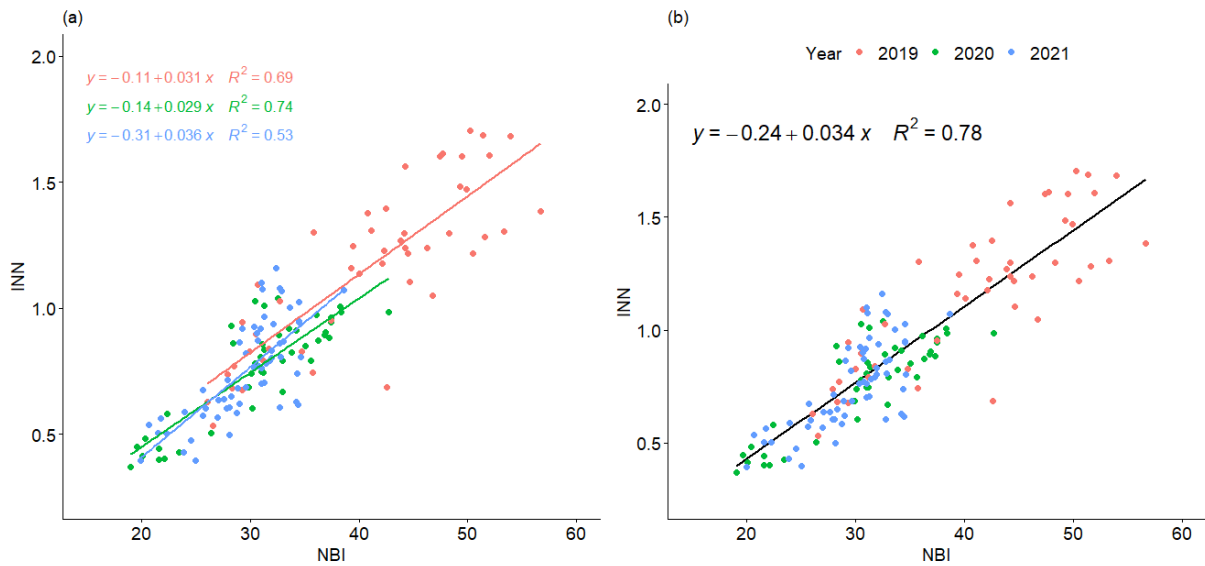 (a)
y = −0.11 + 0.031 x R² = 0.69
y = −0.14 + 0.029 x R² = 0.74
y = −0.31 + 0.036 x R² = 0.53
2.0
1.5
1.0
0.5
INN
20 30 40 50 60
NBI
(b)
Year 2019 2020 2021
y = −0.24 + 0.034 x R² = 0.78
2.0
1.5
1.0
0.5
INN
20 30 40 50 60
NBI